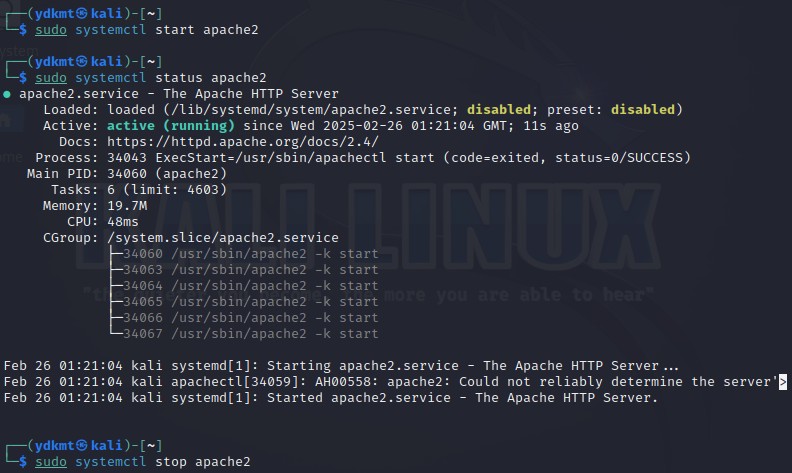 ┌──(ydkmt㉿kali)-[~]
└─$ sudo systemctl start apache2
┌──(ydkmt㉿kali)-[~]
└─$ sudo systemctl status apache2
● apache2.service - The Apache HTTP Server
Loaded: loaded (/lib/systemd/system/apache2.service; disabled; preset: disabled)
Active: active (running) since Wed 2025-02-26 01:21:04 GMT; 11s ago
Docs: https://httpd.apache.org/docs/2.4/
Process: 34043 ExecStart=/usr/sbin/apachectl start (code=exited, status=0/SUCCESS)
Main PID: 34060 (apache2)
Tasks: 6 (limit: 4603)
Memory: 19.7M
CPU: 48ms
CGroup: /system.slice/apache2.service
├─34060 /usr/sbin/apache2 -k start
├─34063 /usr/sbin/apache2 -k start
├─34064 /usr/sbin/apache2 -k start
├─34065 /usr/sbin/apache2 -k start
├─34066 /usr/sbin/apache2 -k start
└─34067 /usr/sbin/apache2 -k start
KALI LINUX
more you are able to hear"
Feb 26 01:21:04 kali systemd[1]: Starting apache2.service - The Apache HTTP Server...
Feb 26 01:21:04 kali apachectl[34059]: AH00558: apache2: Could not reliably determine the server'>
Feb 26 01:21:04 kali systemd[1]: Started apache2.service - The Apache HTTP Server.
┌──(ydkmt㉿kali)-[~]
└─$ sudo systemctl stop apache2